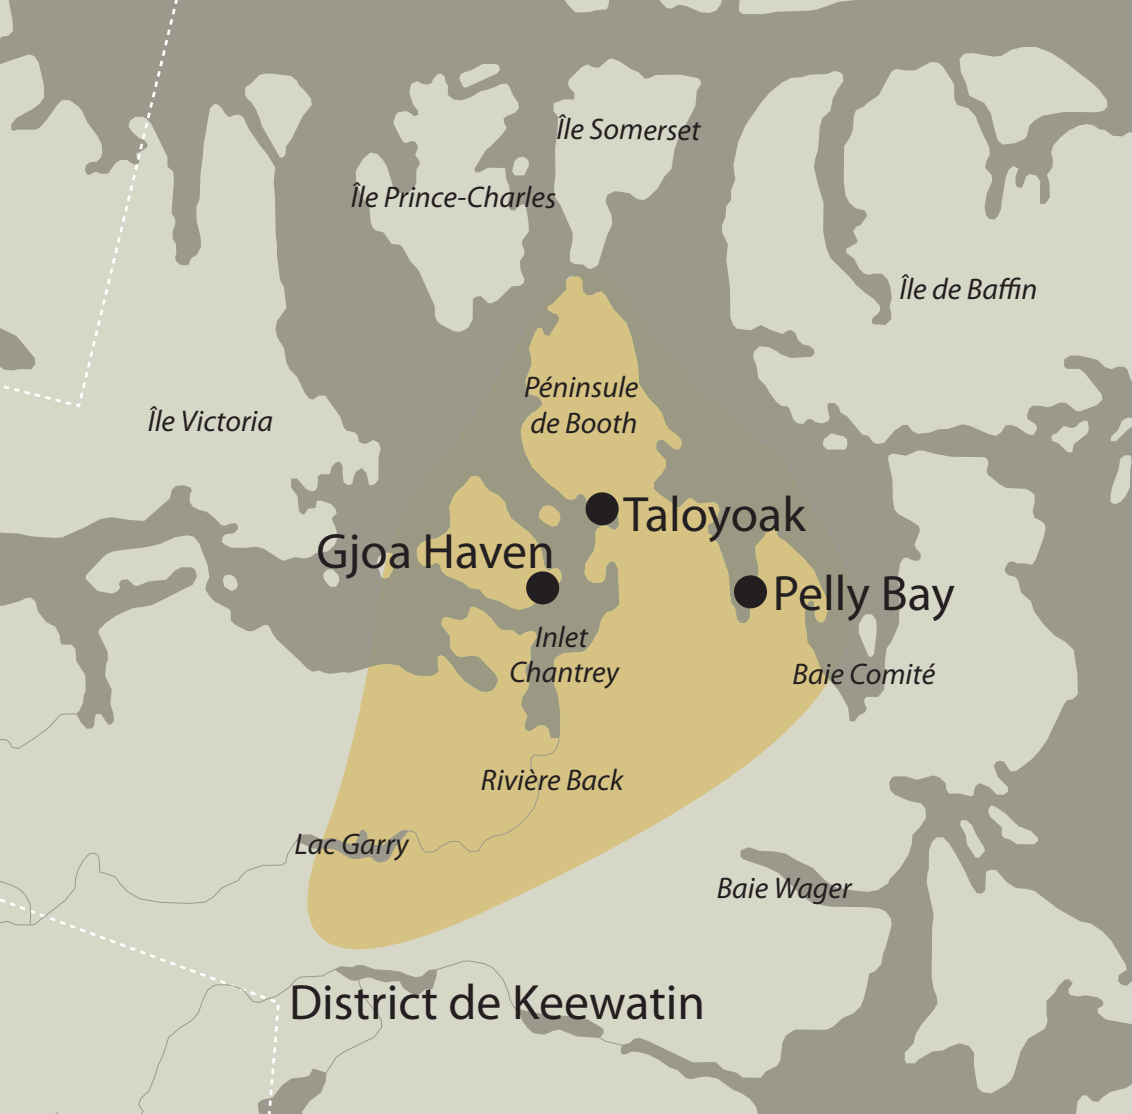 Île Somerset
Île Prince-Charles
Île de Baffin
Péninsule
de Booth
Île Victoria
Taloyoak
Gjoa Haven
Pelly Bay
Inlet
Chantrey
Baie Comité
Rivière Back
Lac Garry
Baie Wager
District de Keewatin